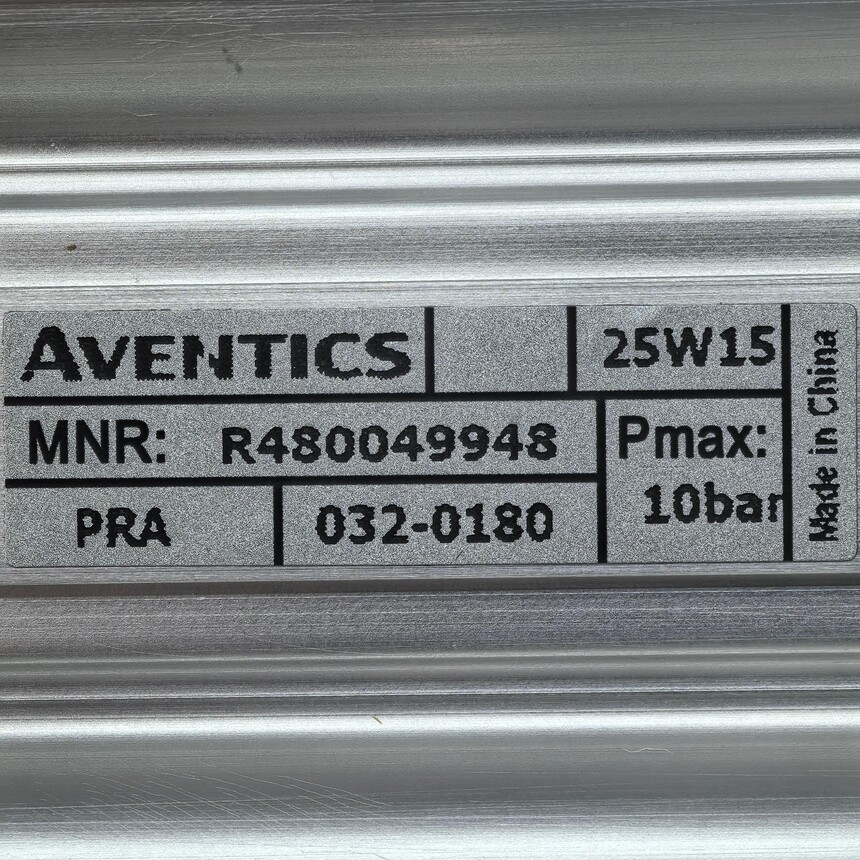 AVENTICS
25W15
MNR: R480049948
Pmax:
10bar
PRA
032-0180
Made in China